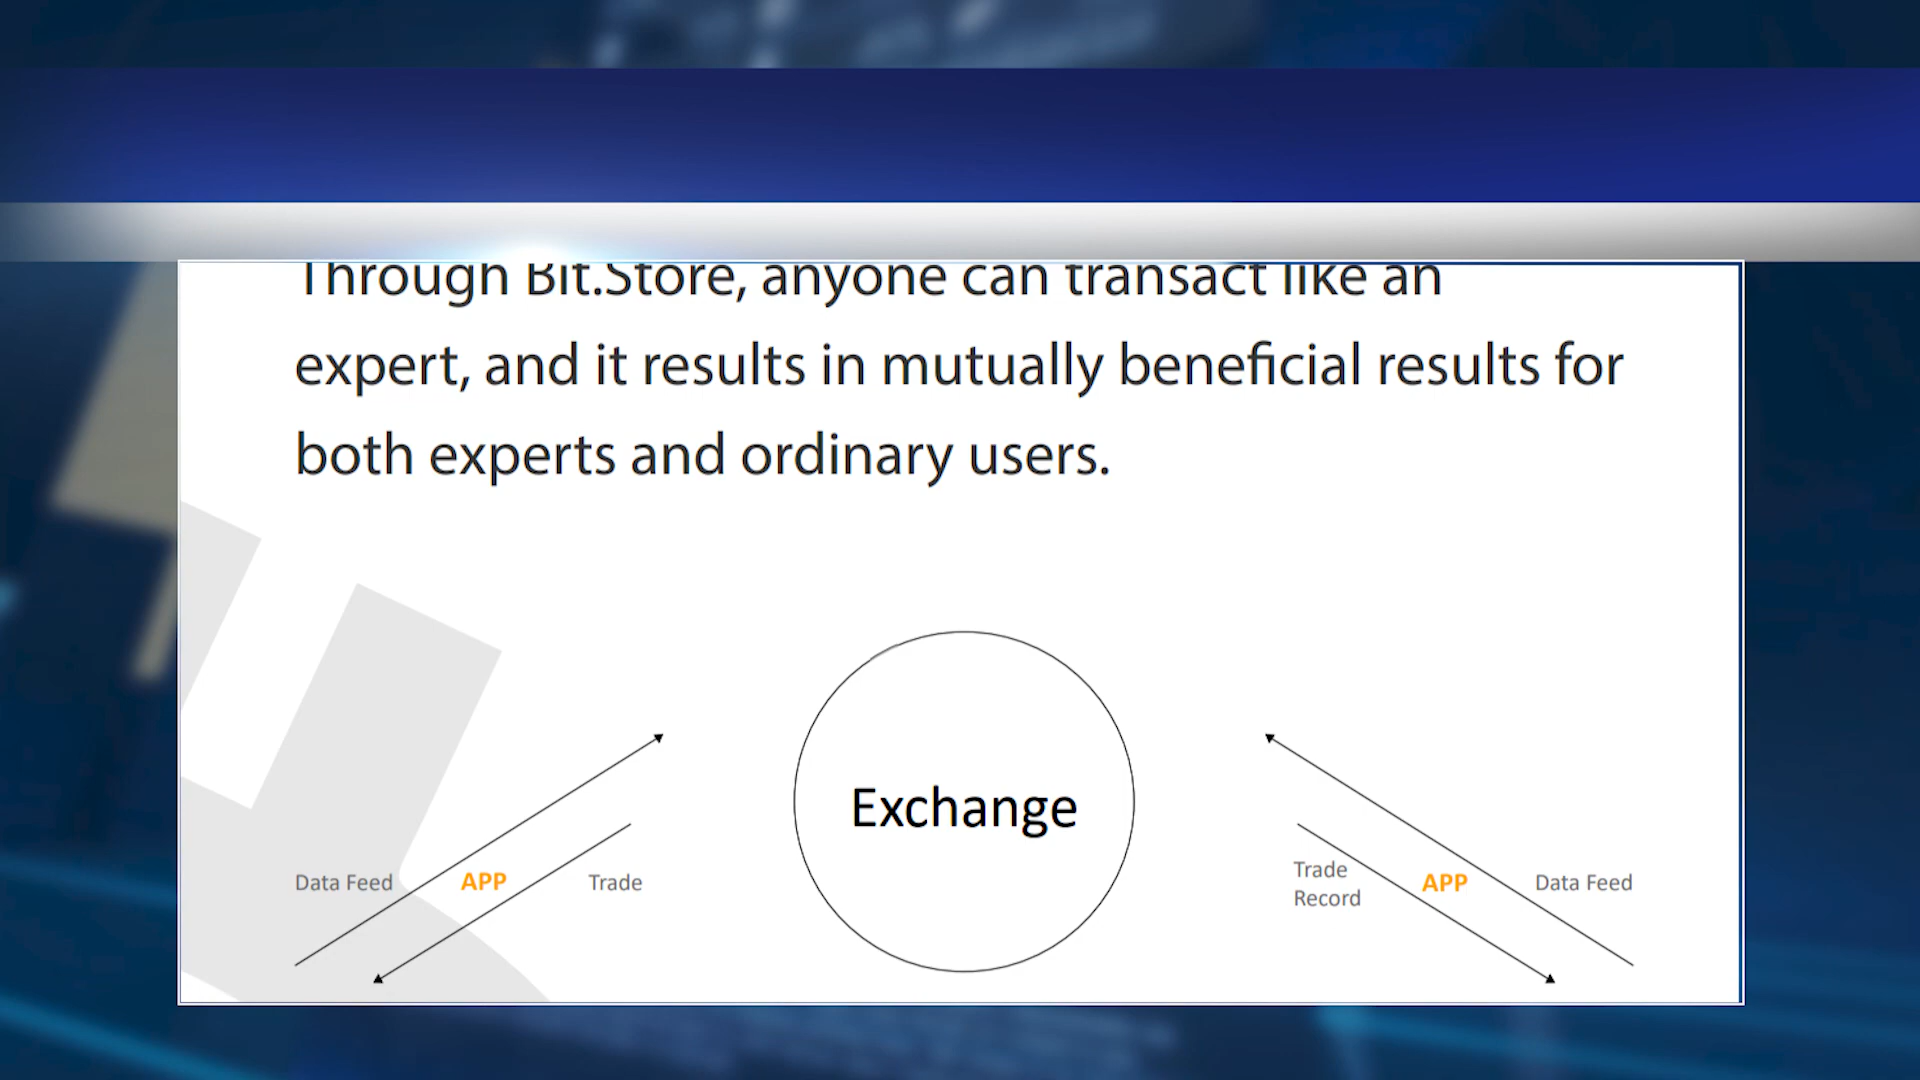 Through Bit.Store, anyone can transact like an
expert, and it results in mutually beneficial results for
both experts and ordinary users.
Exchange
Data Feed
APP
Trade
Trade
Record
APP
Data Feed